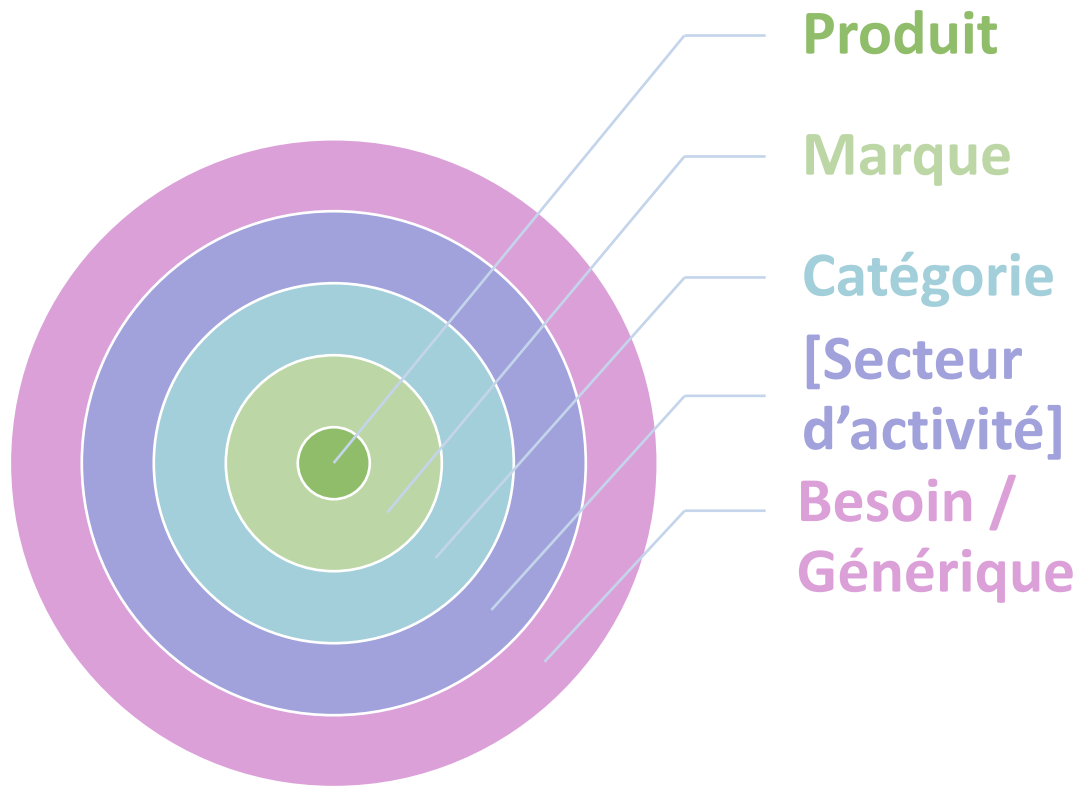 Produit
Marque
Catégorie
[Secteur
d’activité]
Besoin /
Générique